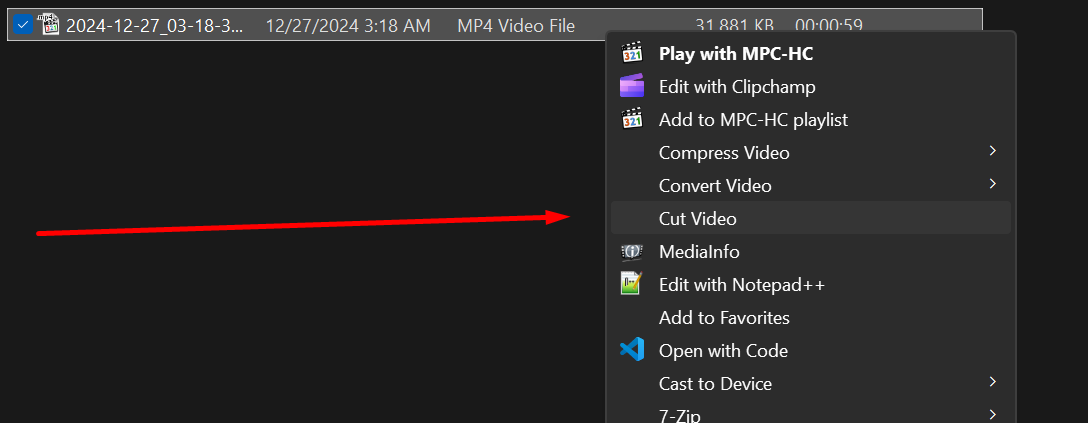 2024-12-27_03-18-3... 12/27/2024 3:18 AM MP4 Video File 31,881 KB 00:00:59
Play with MPC-HC
Edit with Clipchamp
Add to MPC-HC playlist
Compress Video
Convert Video
Cut Video
MediaInfo
Edit with Notepad++
Add to Favorites
Open with Code
Cast to Device
7-Zip